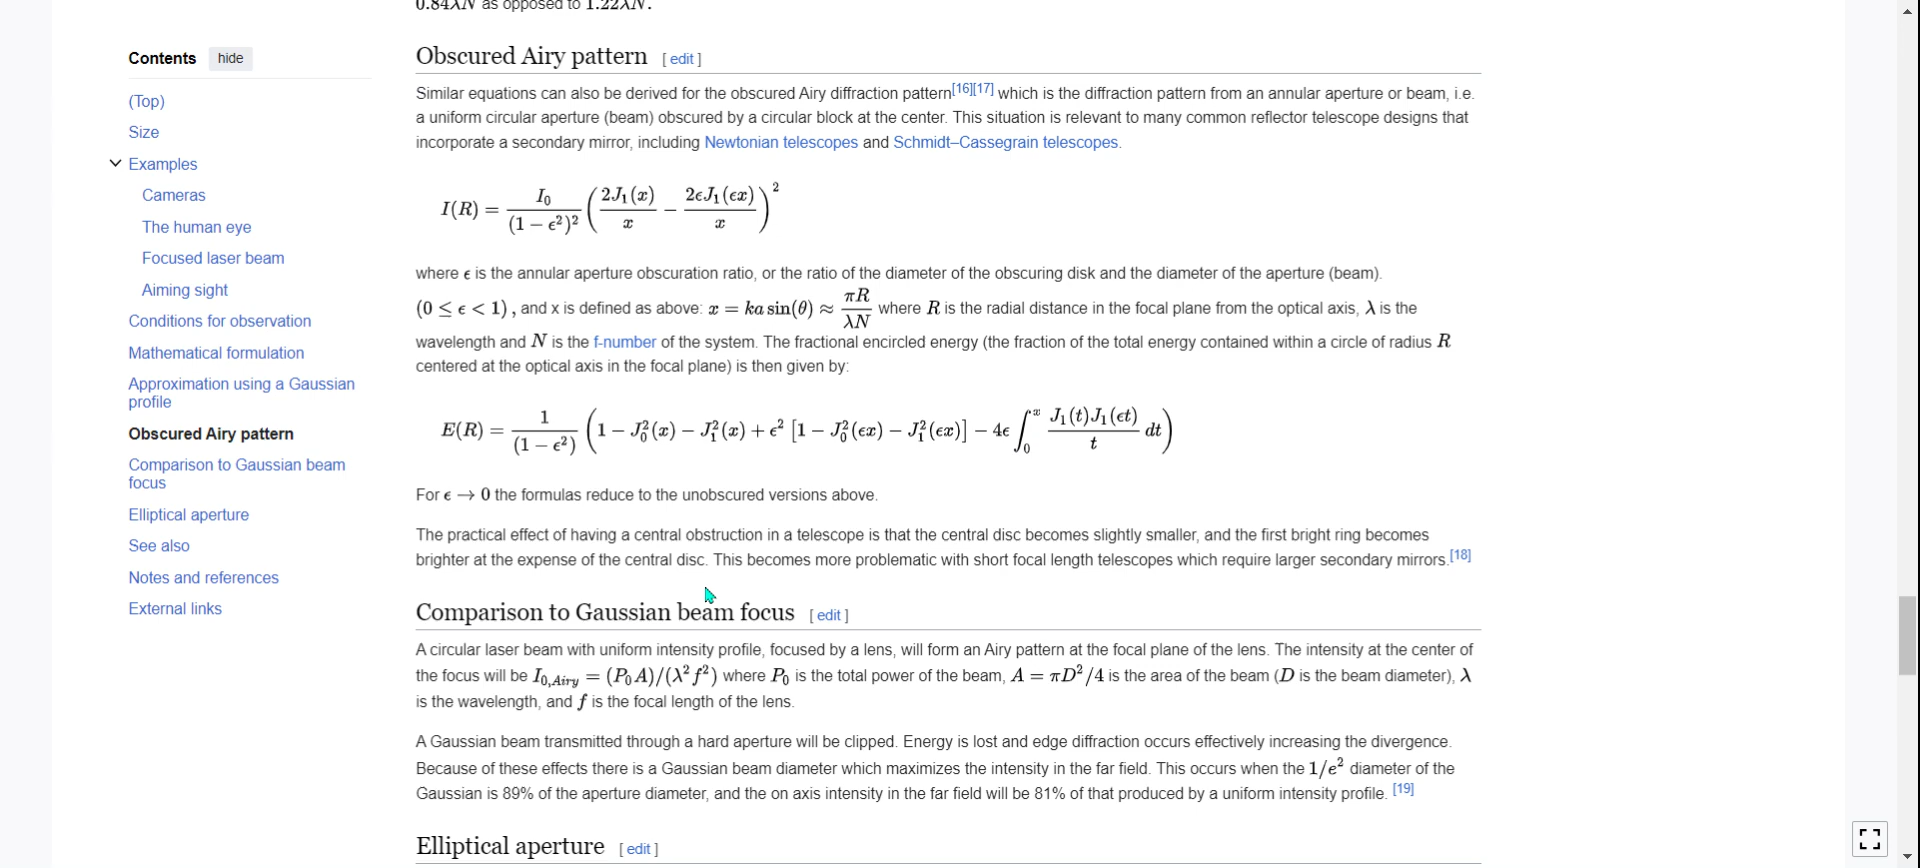 0.84λN as opposed to 1.22λN.
Contents hide
(Top)
Size
Examples
Cameras
The human eye
Focused laser beam
Aiming sight
Conditions for observation
Mathematical formulation
Approximation using a Gaussian
profile
Obscured Airy pattern
Comparison to Gaussian beam
focus
Elliptical aperture
See also
Notes and references
External links
Obscured Airy pattern [ edit ]
Similar equations can also be derived for the obscured Airy diffraction pattern[16][17] which is the diffraction pattern from an annular aperture or beam, i.e.
a uniform circular aperture (beam) obscured by a circular block at the center. This situation is relevant to many common reflector telescope designs that
incorporate a secondary mirror, including Newtonian telescopes and Schmidt–Cassegrain telescopes.
I(R) = I₀/(1 − ϵ²)² (2J₁(x)/x − 2ϵJ₁(ϵx)/x)²
where ϵ is the annular aperture obscuration ratio, or the ratio of the diameter of the obscuring disk and the diameter of the aperture (beam).
(0 ≤ ϵ < 1), and x is defined as above: x = ka sin(θ) ≈ πR/λN where R is the radial distance in the focal plane from the optical axis, λ is the
wavelength and N is the f-number of the system. The fractional encircled energy (the fraction of the total energy contained within a circle of radius R
centered at the optical axis in the focal plane) is then given by:
E(R) = 1/(1 − ϵ²) (1 − J₀²(x) − J₁²(x) + ϵ² [1 − J₀²(ϵx) − J₁²(ϵx)] − 4ϵ ∫₀ˣ J₁(t)J₁(ϵt)/t dt)
For ϵ → 0 the formulas reduce to the unobscured versions above.
The practical effect of having a central obstruction in a telescope is that the central disc becomes slightly smaller, and the first bright ring becomes
brighter at the expense of the central disc. This becomes more problematic with short focal length telescopes which require larger secondary mirrors.[18]
Comparison to Gaussian beam focus [ edit ]
A circular laser beam with uniform intensity profile, focused by a lens, will form an Airy pattern at the focal plane of the lens. The intensity at the center of
the focus will be I₀,Airy = (P₀A)/(λ²f²) where P₀ is the total power of the beam, A = πD²/4 is the area of the beam (D is the beam diameter), λ
is the wavelength, and f is the focal length of the lens.
A Gaussian beam transmitted through a hard aperture will be clipped. Energy is lost and edge diffraction occurs effectively increasing the divergence.
Because of these effects there is a Gaussian beam diameter which maximizes the intensity in the far field. This occurs when the 1/e² diameter of the
Gaussian is 89% of the aperture diameter, and the on axis intensity in the far field will be 81% of that produced by a uniform intensity profile. [19]
Elliptical aperture [ edit ]